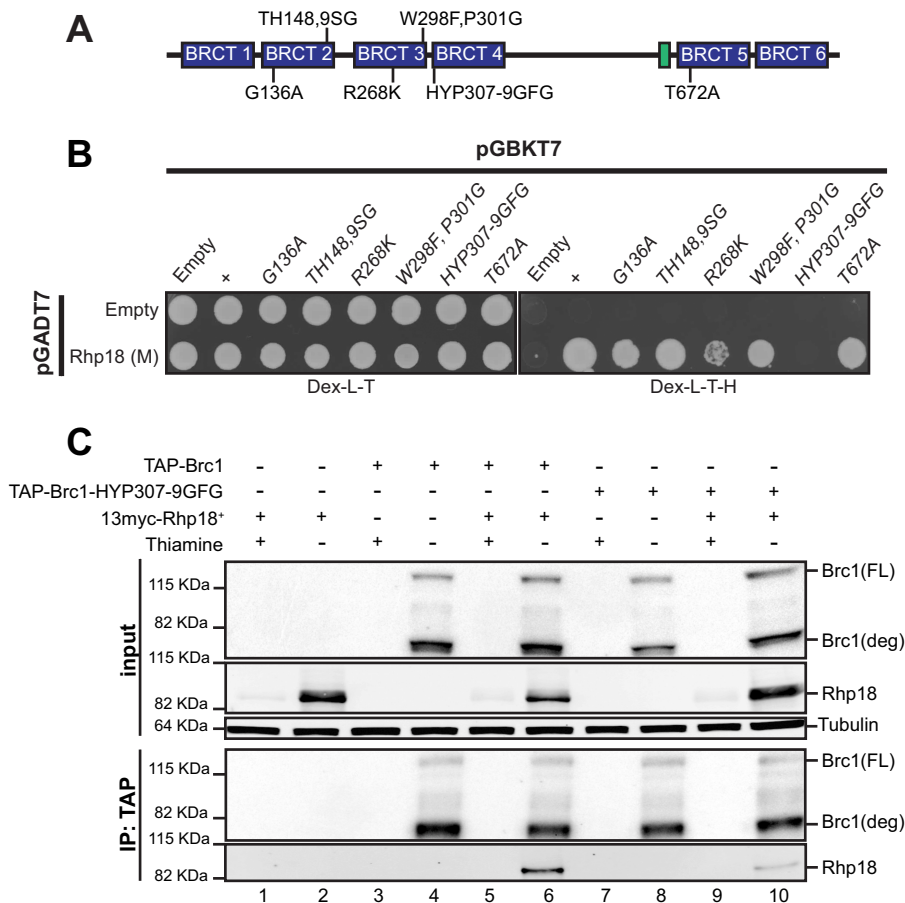 A
TH148,9SG W298F,P301G
BRCT 1 BRCT 2 BRCT 3 BRCT 4 BRCT 5 BRCT 6
G136A R268K HYP307-9GFG T672A
B
pGBKT7
Empty + G136A TH148,9SG R268K W298F, P301G HYP307-9GFG T672A Empty + G136A TH148,9SG R268K W298F, P301G HYP307-9GFG T672A
pGADT7
Empty
Rhp18 (M)
Dex-L-T Dex-L-T-H
C
TAP-Brc1 - - + + + + - - - -
TAP-Brc1-HYP307-9GFG - - - - - - + + + +
13myc-Rhp18+ + + - - + + - - + +
Thiamine + - + - + - + - + -
input
115 KDa Brc1(FL)
82 KDa Brc1(deg)
115 KDa
82 KDa Rhp18
64 KDa Tubulin
IP: TAP
115 KDa Brc1(FL)
82 KDa Brc1(deg)
115 KDa
82 KDa Rhp18
1 2 3 4 5 6 7 8 9 10